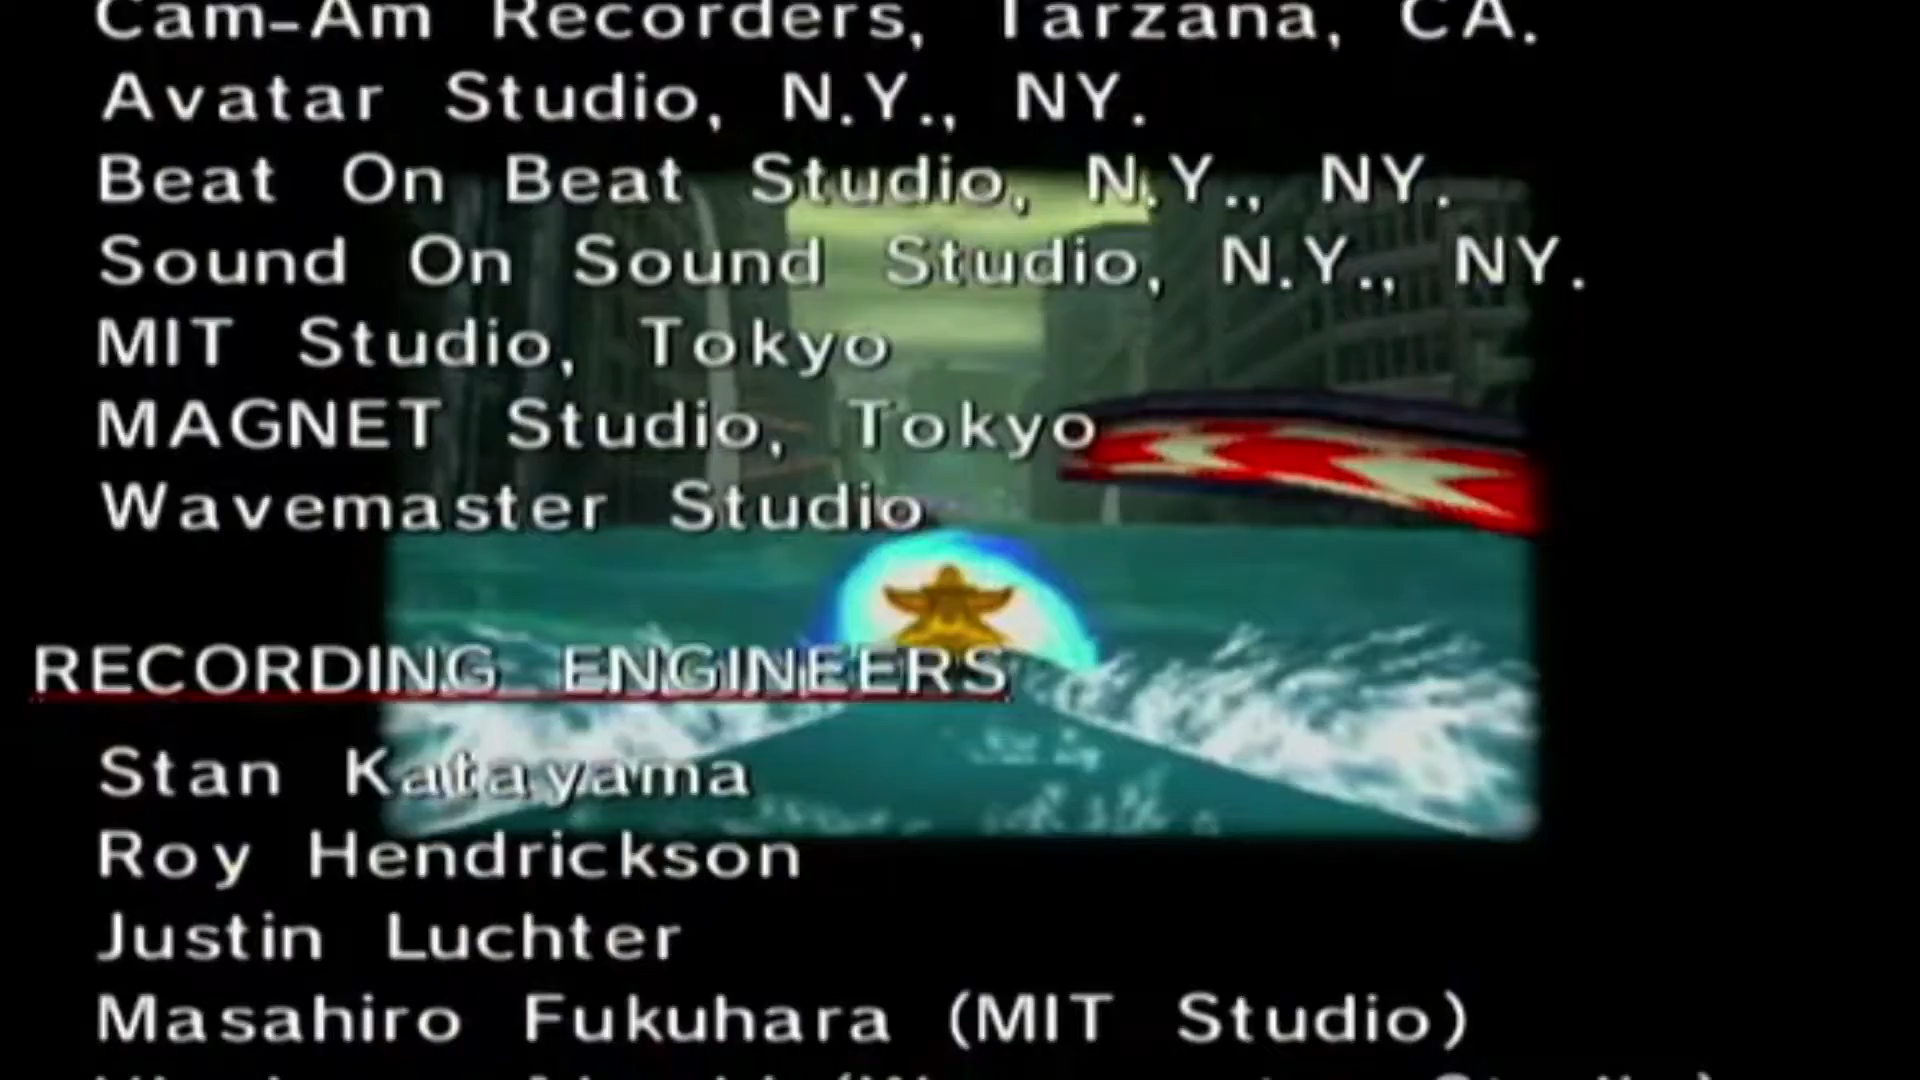 Cam-Am Recorders, Tarzana, CA.
Avatar Studio, N.Y., NY.
Beat On Beat Studio, N.Y., NY.
Sound On Sound Studio, N.Y., NY.
MIT Studio, Tokyo
MAGNET Studio, Tokyo
Wavemaster Studio
RECORDING ENGINEERS
Stan Katayama
Roy Hendrickson
Justin Luchter
Masahiro Fukuhara (MIT Studio)